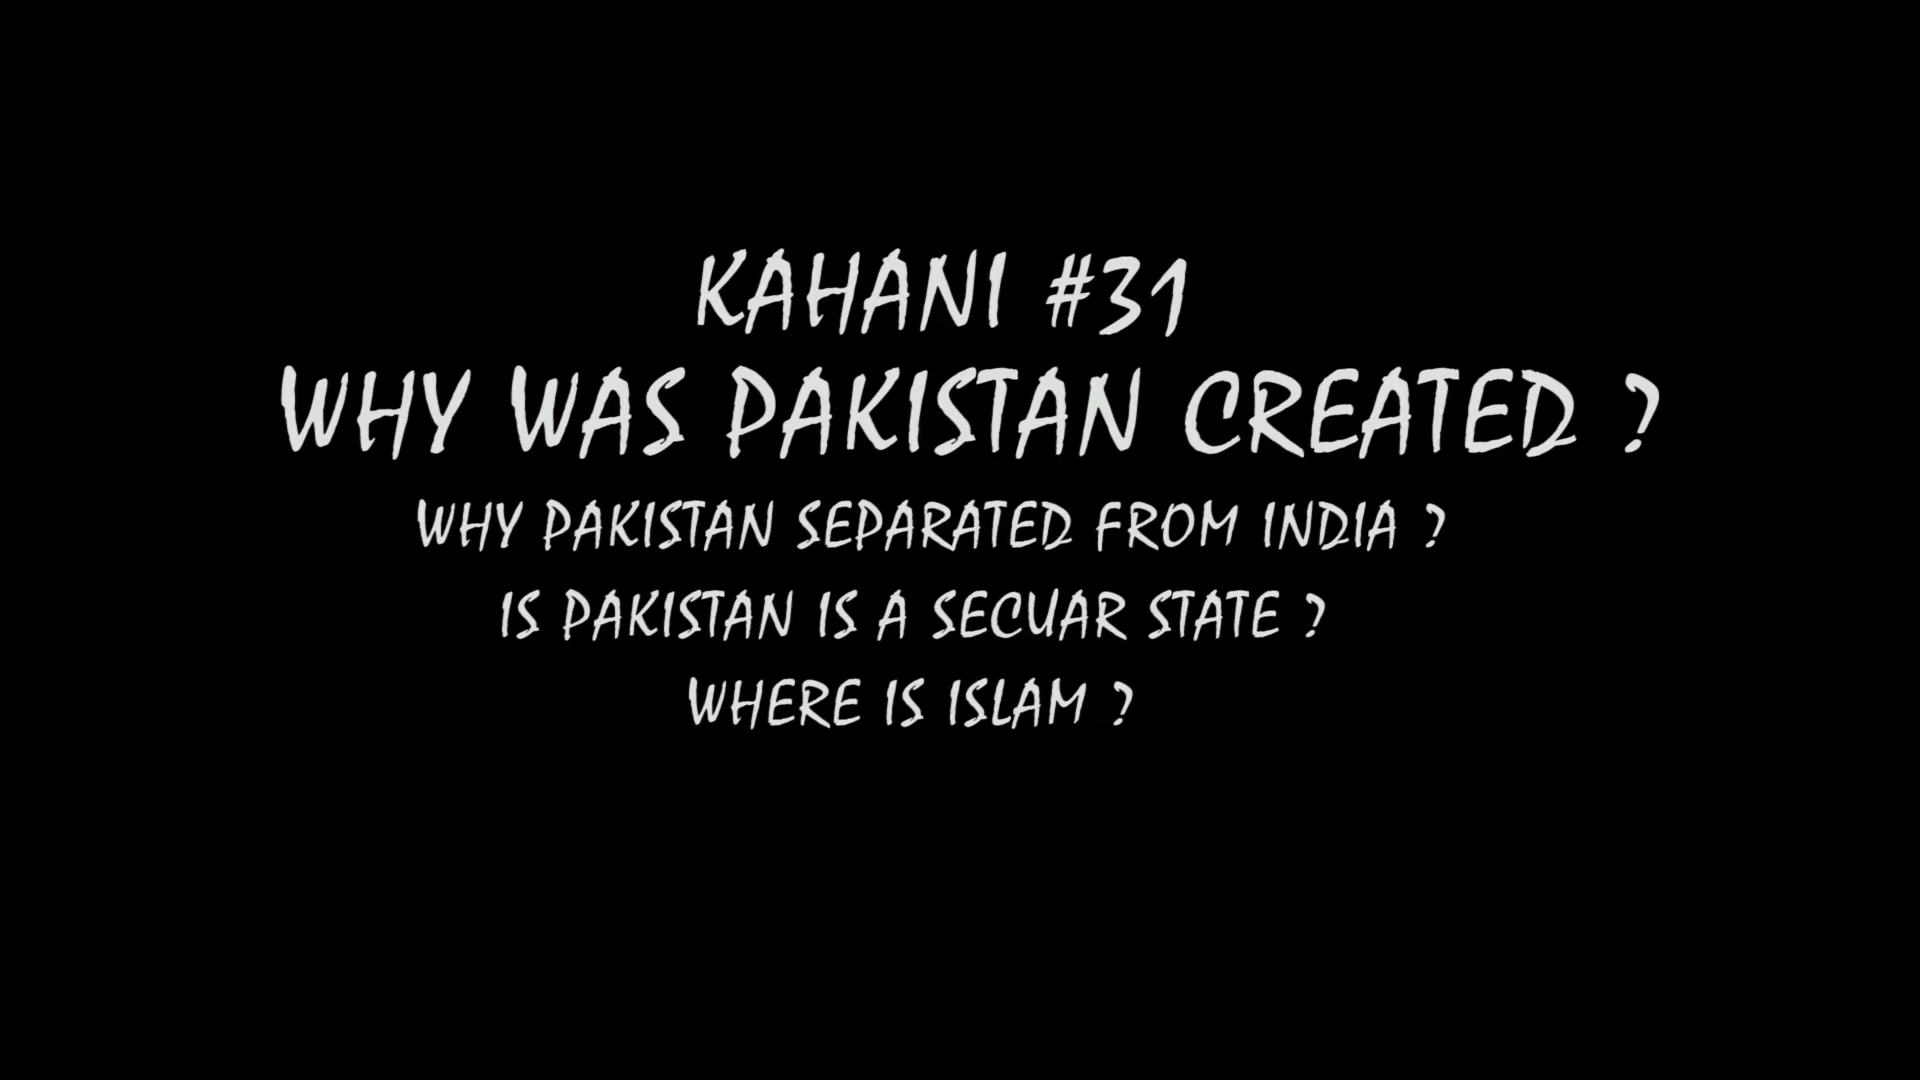 KAHANI #31
WHY WAS PAKISTAN CREATED ?
WHY PAKISTAN SEPARATED FROM INDIA ?
IS PAKISTAN IS A SECUAR STATE ?
WHERE IS ISLAM ?